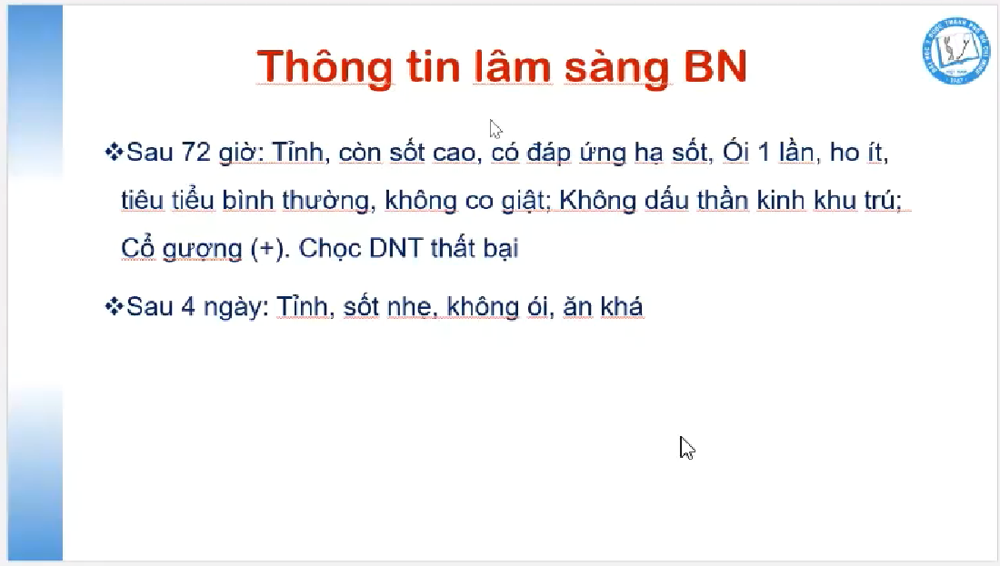 Thông tin lâm sàng BN
❖Sau 72 giờ: Tỉnh, còn sốt cao, có đáp ứng hạ sốt, Ói 1 lần, ho ít,
tiêu tiểu bình thường, không co giật; Không dấu thần kinh khu trú;
Cổ gượng (+). Chọc DNT thất bại
❖Sau 4 ngày: Tỉnh, sốt nhẹ, không ói, ăn khá